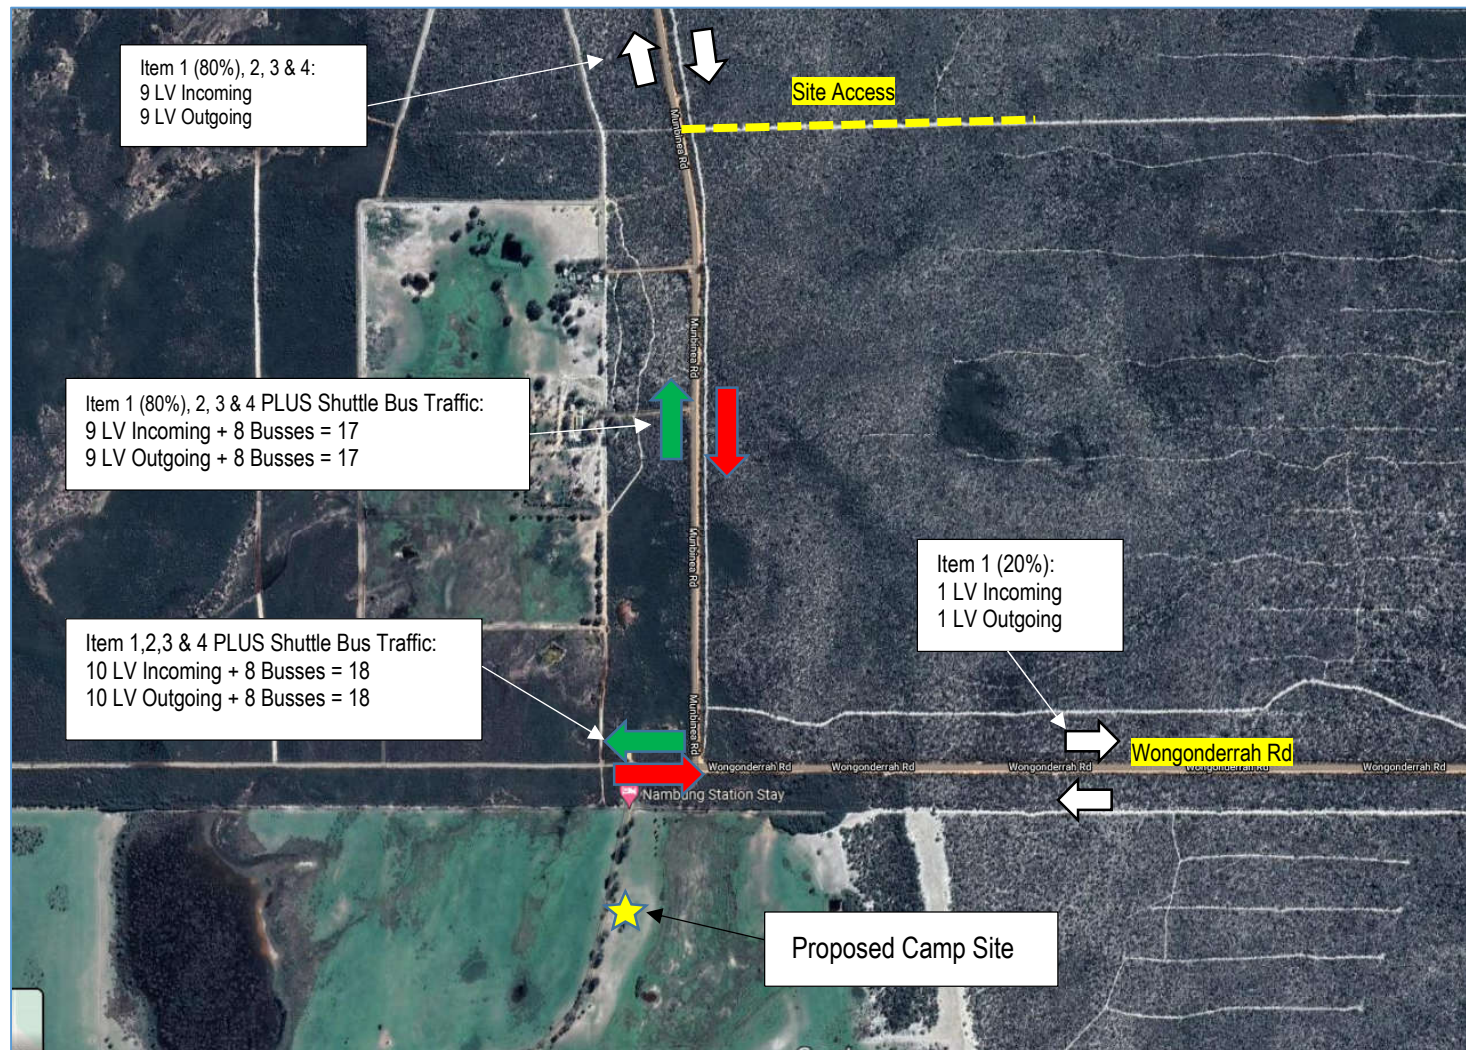 Item 1 (80%), 2, 3 & 4:
9 LV Incoming
9 LV Outgoing
Site Access
Munbinea Rd
Munbinea Rd
Item 1 (80%), 2, 3 & 4 PLUS Shuttle Bus Traffic:
9 LV Incoming + 8 Busses = 17
9 LV Outgoing + 8 Busses = 17
Munbinea Rd
Item 1 (20%):
1 LV Incoming
1 LV Outgoing
Item 1,2,3 & 4 PLUS Shuttle Bus Traffic:
10 LV Incoming + 8 Busses = 18
10 LV Outgoing + 8 Busses = 18
Munbinea Rd
Wongonderrah Rd
Wongonderrah Rd
Wongonderrah Rd
Wongonderrah Rd
Wongonderrah Rd
Wongonderrah Rd
Nambung Station Stay
Proposed Camp Site